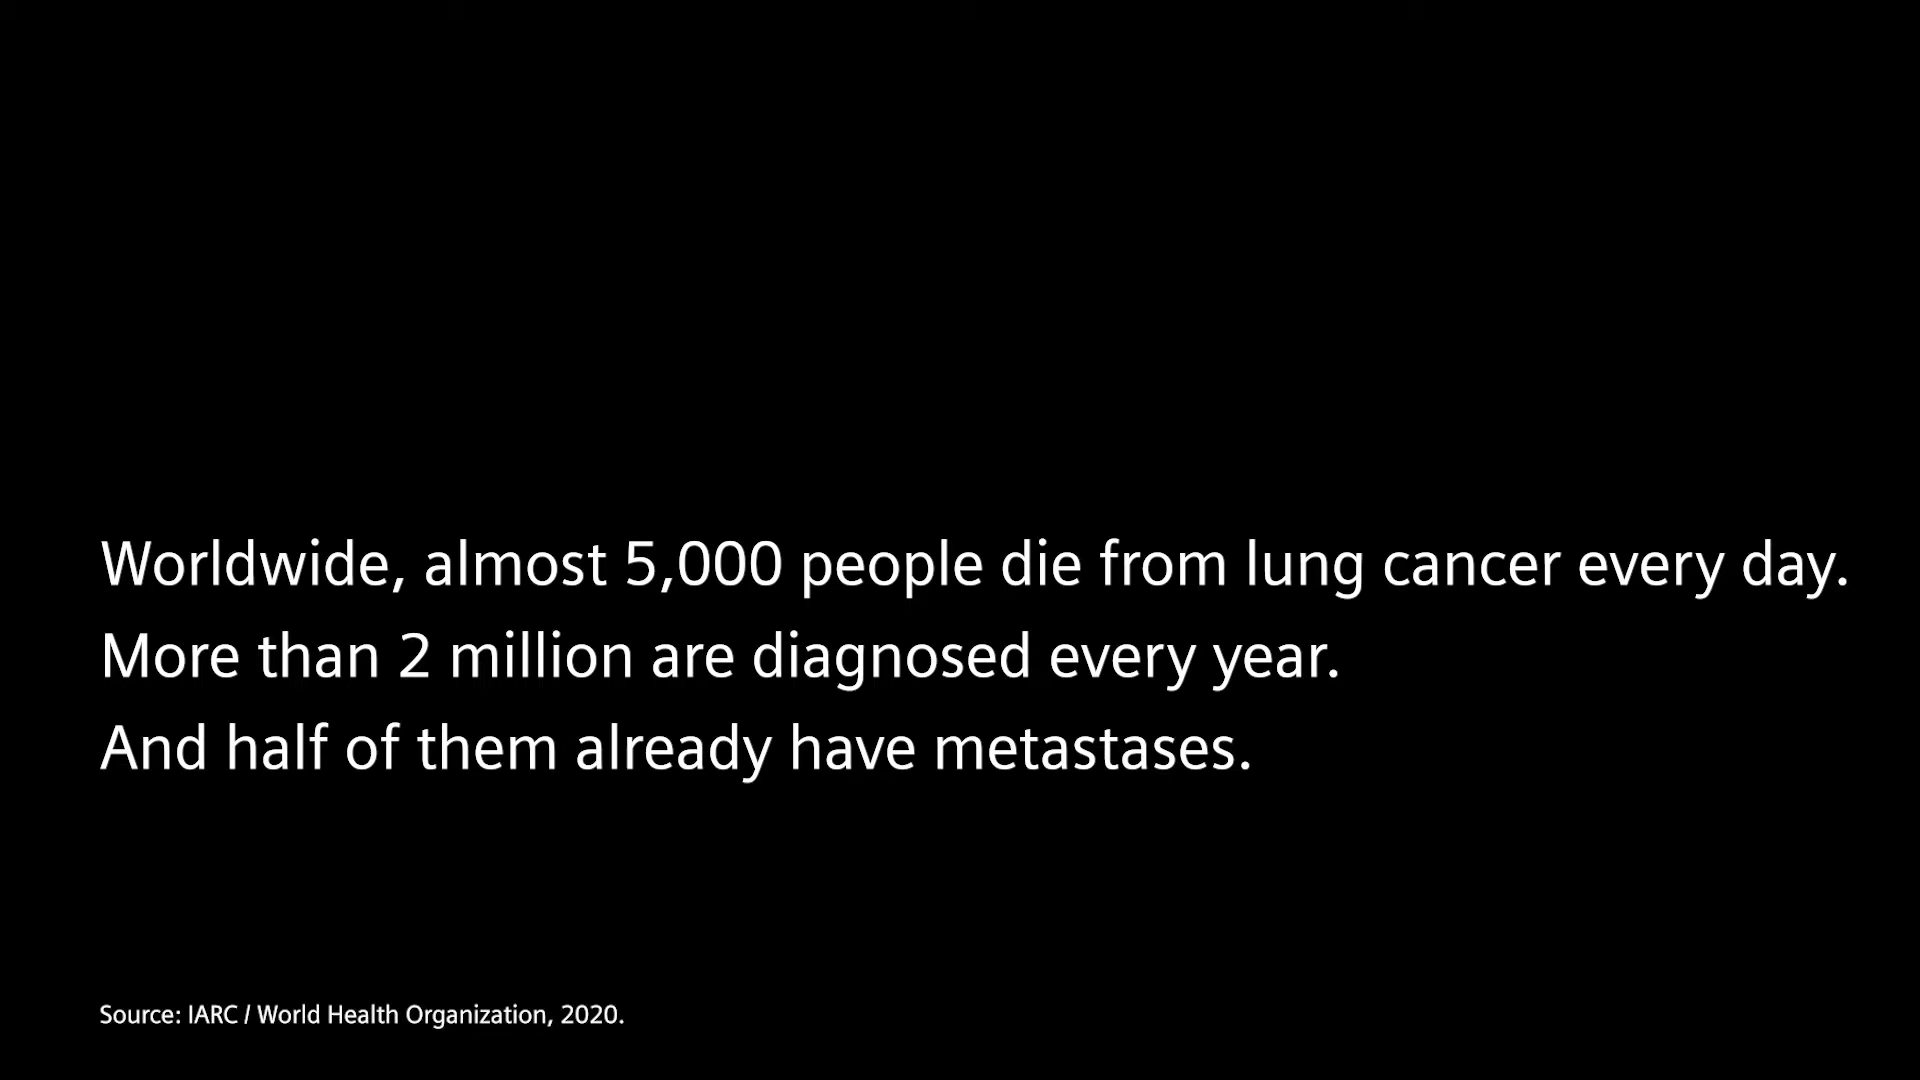 Worldwide, almost 5,000 people die from lung cancer every day.
More than 2 million are diagnosed every year.
And half of them already have metastases.
Source: IARC / World Health Organization, 2020.